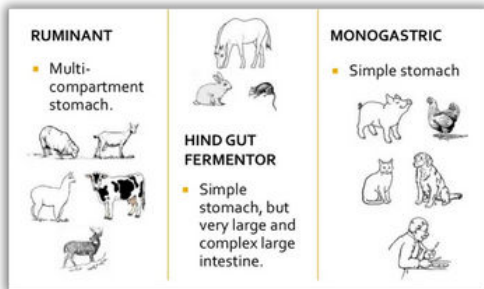 RUMINANT
▪ Multi-
compartment
stomach.
HIND GUT
FERMENTOR
▪ Simple
stomach, but
very large and
complex large
intestine.
MONOGASTRIC
▪ Simple stomach